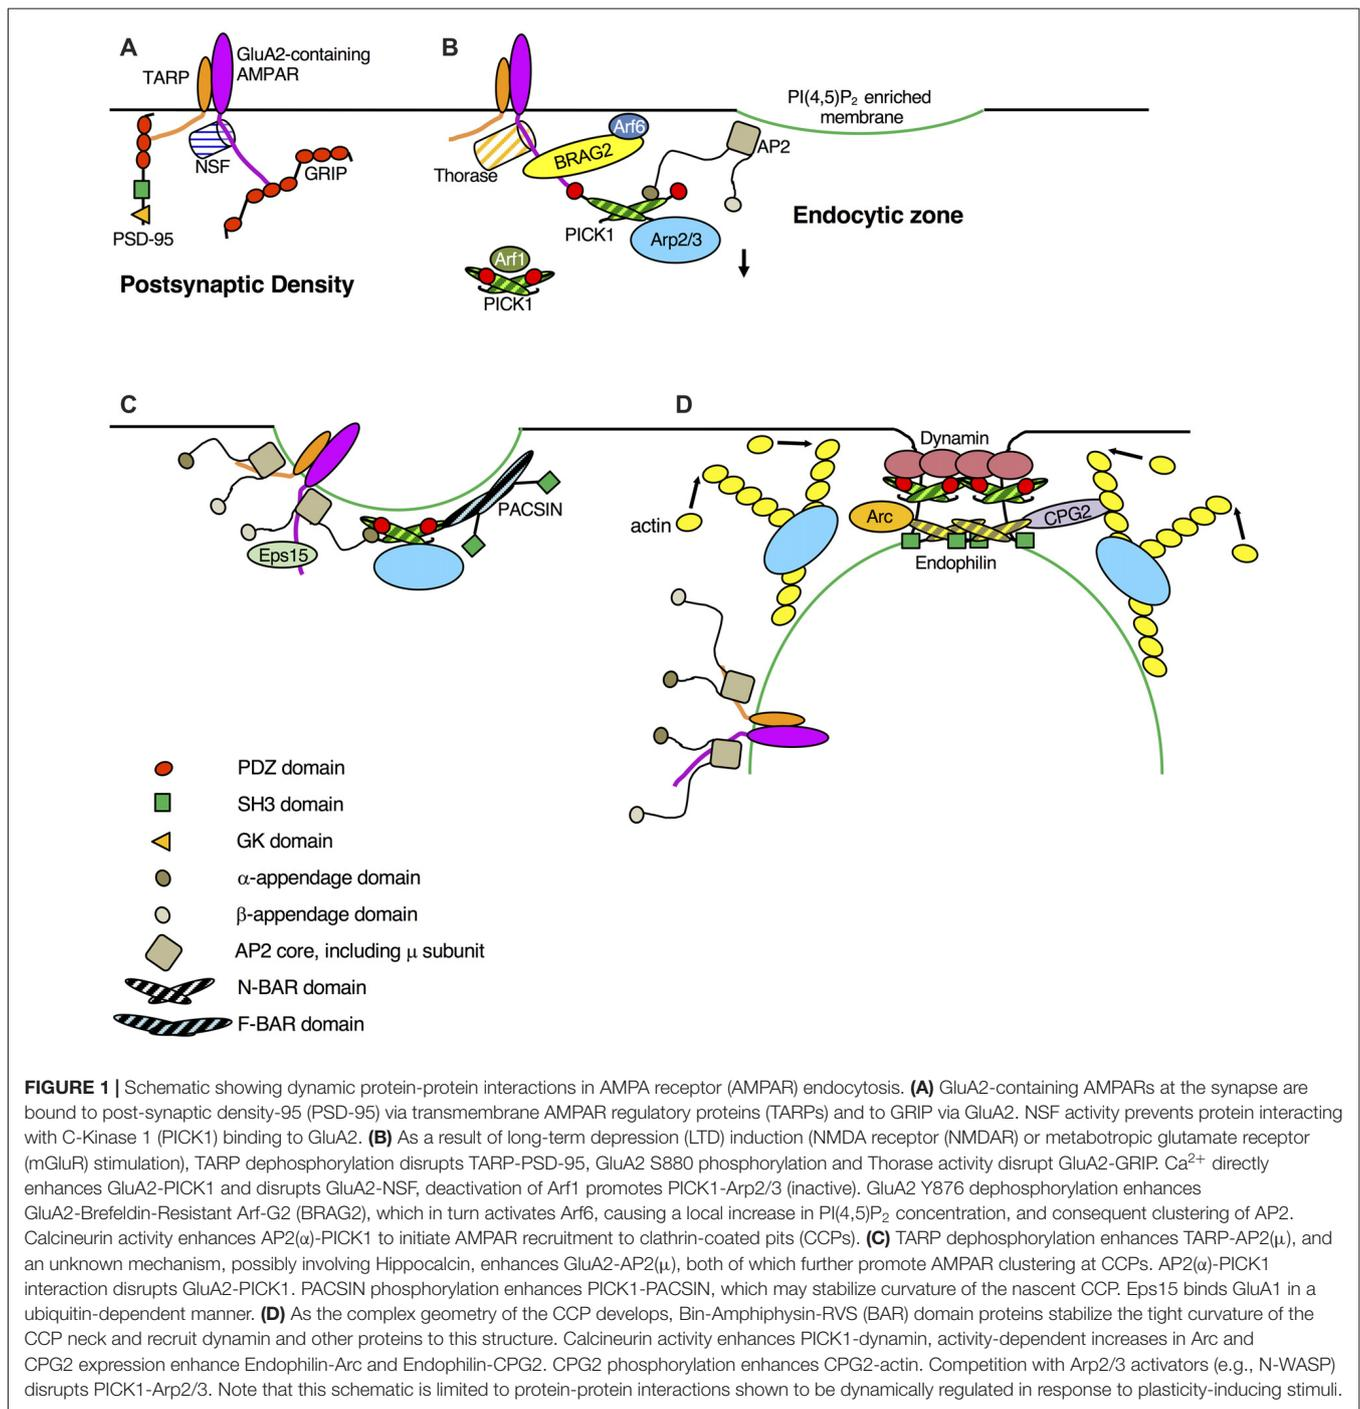 A
GluA2-containing
AMPAR
TARP
NSF
GRIP
PSD-95
Postsynaptic Density
B
PI(4,5)P₂ enriched
membrane
Arf6
BRAG2
AP2
Thorase
PICK1
Arp2/3
Endocytic zone
Arf1
PICK1
C
PACSIN
Eps15
D
Dynamin
actin
Arc
CPG2
Endophilin
PDZ domain
SH3 domain
GK domain
α-appendage domain
β-appendage domain
AP2 core, including μ subunit
N-BAR domain
F-BAR domain
FIGURE 1 | Schematic showing dynamic protein-protein interactions in AMPA receptor (AMPAR) endocytosis. (A) GluA2-containing AMPARs at the synapse are
bound to post-synaptic density-95 (PSD-95) via transmembrane AMPAR regulatory proteins (TARPs) and to GRIP via GluA2. NSF activity prevents protein interacting
with C-Kinase 1 (PICK1) binding to GluA2. (B) As a result of long-term depression (LTD) induction (NMDA receptor (NMDAR) or metabotropic glutamate receptor
(mGluR) stimulation), TARP dephosphorylation disrupts TARP-PSD-95, GluA2 S880 phosphorylation and Thorase activity disrupt GluA2-GRIP. Ca²⁺ directly
enhances GluA2-PICK1 and disrupts GluA2-NSF, deactivation of Arf1 promotes PICK1-Arp2/3 (inactive). GluA2 Y876 dephosphorylation enhances
GluA2-Brefeldin-Resistant Arf-G2 (BRAG2), which in turn activates Arf6, causing a local increase in PI(4,5)P₂ concentration, and consequent clustering of AP2.
Calcineurin activity enhances AP2(α)-PICK1 to initiate AMPAR recruitment to clathrin-coated pits (CCPs). (C) TARP dephosphorylation enhances TARP-AP2(μ), and
an unknown mechanism, possibly involving Hippocalcin, enhances GluA2-AP2(μ), both of which further promote AMPAR clustering at CCPs. AP2(α)-PICK1
interaction disrupts GluA2-PICK1. PACSIN phosphorylation enhances PICK1-PACSIN, which may stabilize curvature of the nascent CCP. Eps15 binds GluA1 in a
ubiquitin-dependent manner. (D) As the complex geometry of the CCP develops, Bin-Amphiphysin-RVS (BAR) domain proteins stabilize the tight curvature of the
CCP neck and recruit dynamin and other proteins to this structure. Calcineurin activity enhances PICK1-dynamin, activity-dependent increases in Arc and
CPG2 expression enhance Endophilin-Arc and Endophilin-CPG2. CPG2 phosphorylation enhances CPG2-actin. Competition with Arp2/3 activators (e.g., N-WASP)
disrupts PICK1-Arp2/3. Note that this schematic is limited to protein-protein interactions shown to be dynamically regulated in response to plasticity-inducing stimuli.